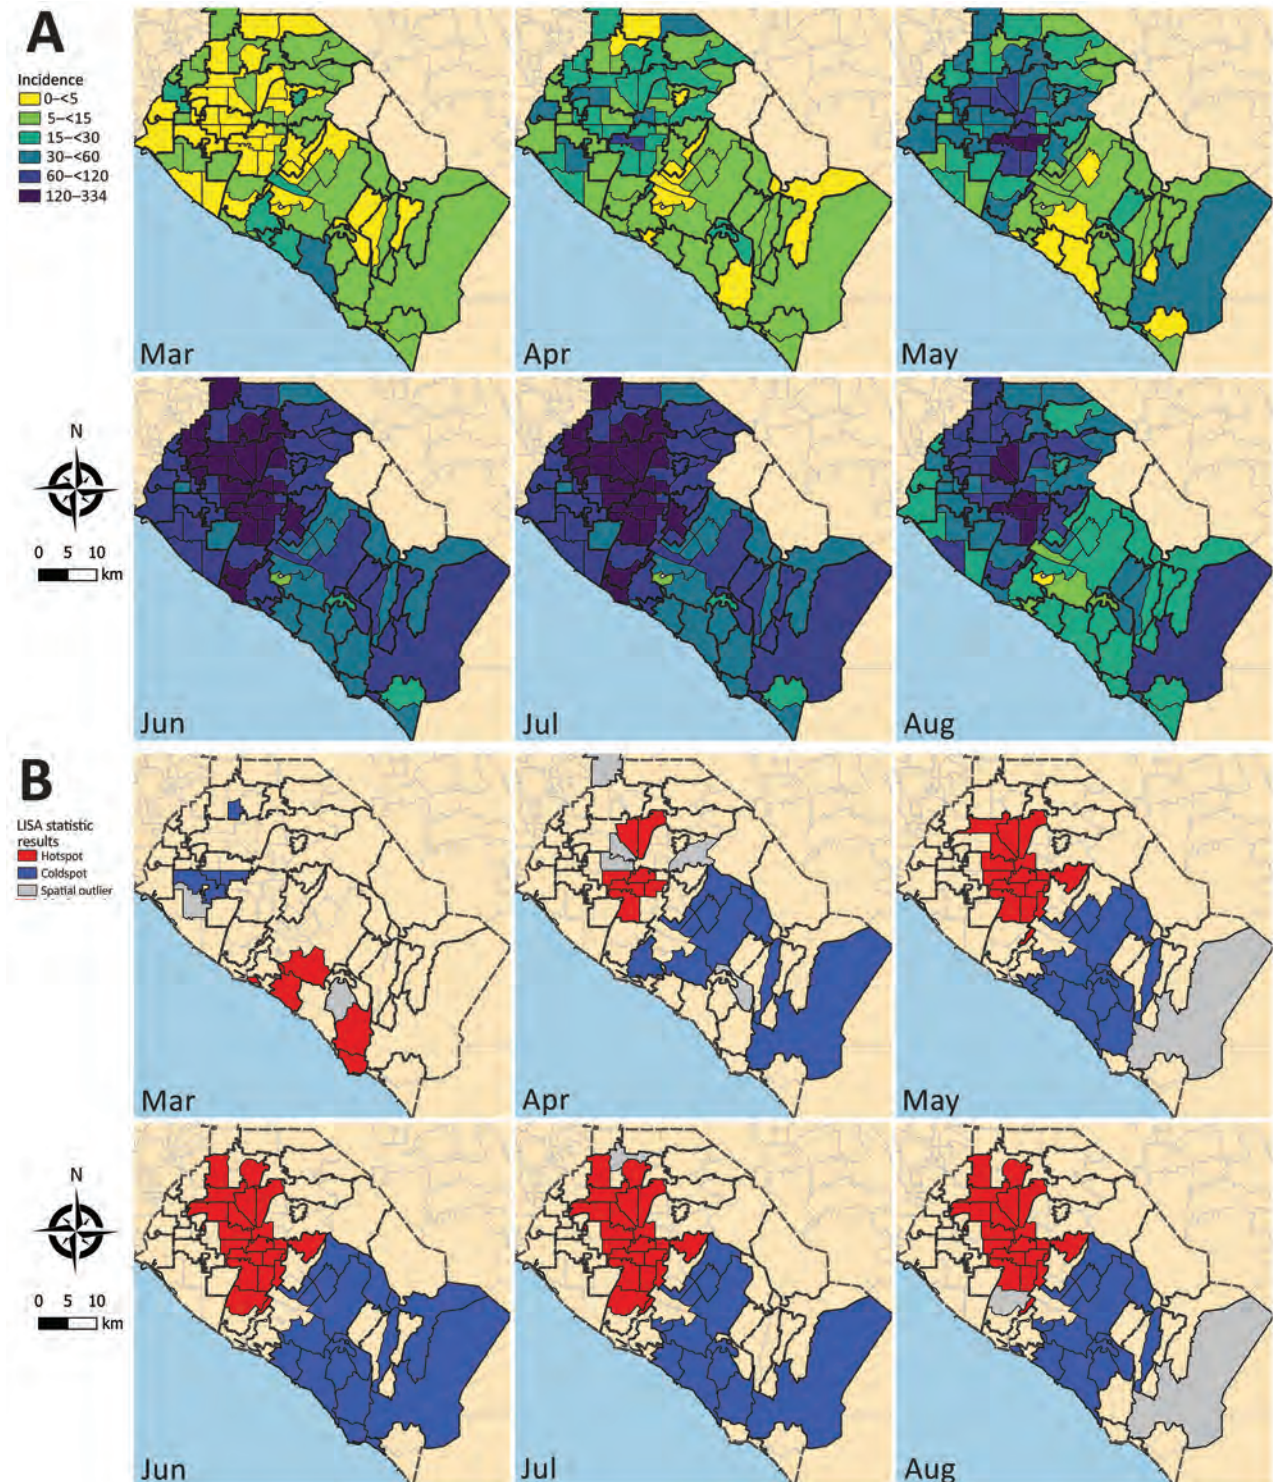 A
Incidence
0–<5
5–<15
15–<30
30–<60
60–<120
120–334
Mar
Apr
May
N
0 5 10
km
Jun
Jul
Aug
B
LISA statistic
results
Hotspot
Coldspot
Spatial outlier
Mar
Apr
May
N
0 5 10
km
Jun
Jul
Aug